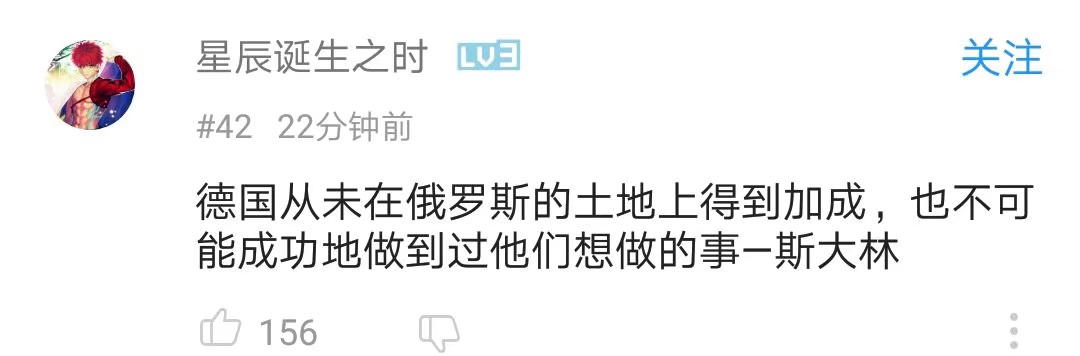 星辰诞生之时 LV3 关注
#42 22分钟前
德国从未在俄罗斯的土地上得到加成，也不可
能成功地做到过他们想做的事—斯大林
156